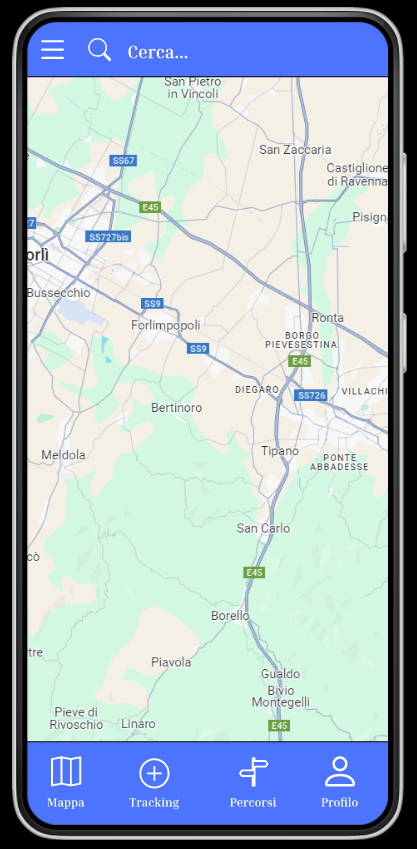 Cerca...
San Pietro
in Vincoli
SS67
San Zaccaria
Castiglione
di Ravenna
E45
Pisign
SS727bis
orlì
Bussecchio
SS9
Forlimpopoli
Ronta
BORGO
PIEVESESTINA
SS9
E45
DIEGARO
SS726
VILLACHI
Bertinoro
Meldola
Tipano
PONTE
ABBADESSE
San Carlo
cò
E45
Borello
tre
Piavola
Gualdo
Bivio
Montegelli
Pieve di
Rivoschio
Linaro
E45
Mappa
Tracking
Percorsi
Profilo